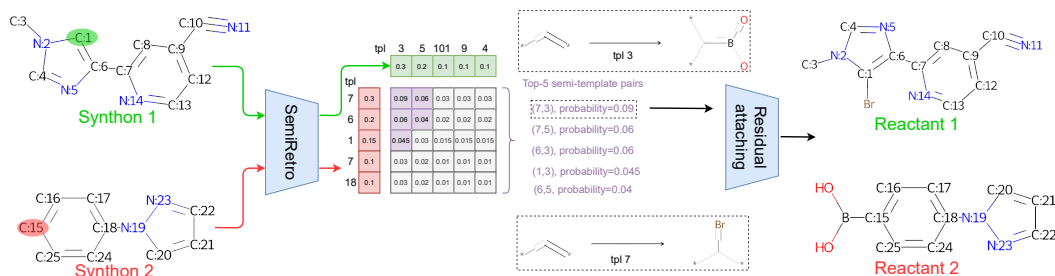 C:3
N:2
C:1
C:4
N:5
C:6
C:7
C:8
C:9
C:10
N:11
C:12
C:13
N:14
Synthon 1
C:16
C:17
C:15
C:18
C:25
C:24
N:19
N:23
C:22
C:21
C:20
Synthon 2
SemiRetro
tpl 3 5 101 9 4
0.3 0.2 0.1 0.1 0.1
tpl
7 0.3 0.09 0.06 0.03 0.03 0.03
6 0.2 0.06 0.04 0.02 0.02 0.02
1 0.15 0.045 0.03 0.015 0.015 0.015
7 0.1 0.03 0.02 0.01 0.01 0.01
18 0.1 0.03 0.02 0.01 0.01 0.01
tpl 3
B
O
O
Top-5 semi-template pairs
(7,3), probability=0.09
(7,5), probability=0.06
(6,3), probability=0.06
(1,3), probability=0.045
(6,5, probability=0.04
tpl 7
Br
Residual
attaching
C:4
N:5
C:3
N:2
C:1
Br
C:6
C:7
C:8
C:9
C:10
N:11
C:12
C:13
N:14
Reactant 1
HO
B
HO
C:16
C:17
C:15
C:18
C:25
C:24
N:19
C:20
C:21
C:22
N:23
Reactant 2